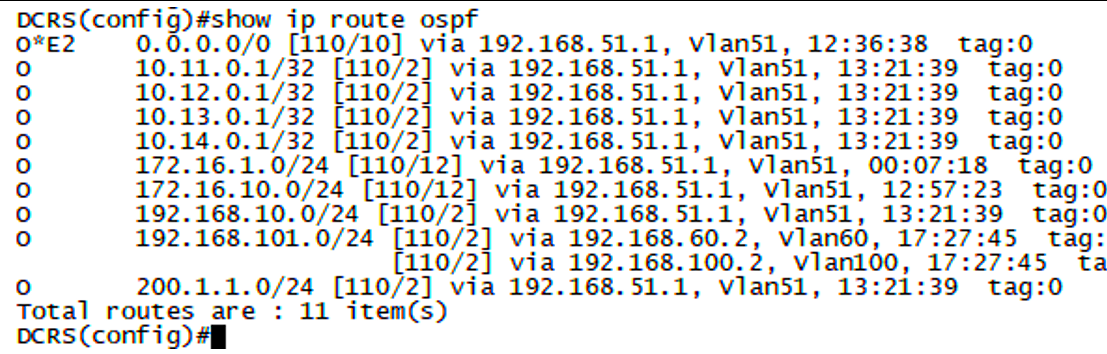 DCRS(config)#show ip route ospf
O*E2    0.0.0.0/0 [110/10] via 192.168.51.1, Vlan51, 12:36:38  tag:0
O       10.11.0.1/32 [110/2] via 192.168.51.1, Vlan51, 13:21:39  tag:0
O       10.12.0.1/32 [110/2] via 192.168.51.1, Vlan51, 13:21:39  tag:0
O       10.13.0.1/32 [110/2] via 192.168.51.1, Vlan51, 13:21:39  tag:0
O       10.14.0.1/32 [110/2] via 192.168.51.1, Vlan51, 13:21:39  tag:0
O       172.16.1.0/24 [110/12] via 192.168.51.1, Vlan51, 00:07:18  tag:0
O       172.16.10.0/24 [110/12] via 192.168.51.1, Vlan51, 12:57:23  tag:0
O       192.168.10.0/24 [110/2] via 192.168.51.1, Vlan51, 13:21:39  tag:0
O       192.168.101.0/24 [110/2] via 192.168.60.2, Vlan60, 17:27:45  tag:
                         [110/2] via 192.168.100.2, Vlan100, 17:27:45  ta
O       200.1.1.0/24 [110/2] via 192.168.51.1, Vlan51, 13:21:39  tag:0
Total routes are : 11 item(s)
DCRS(config)#